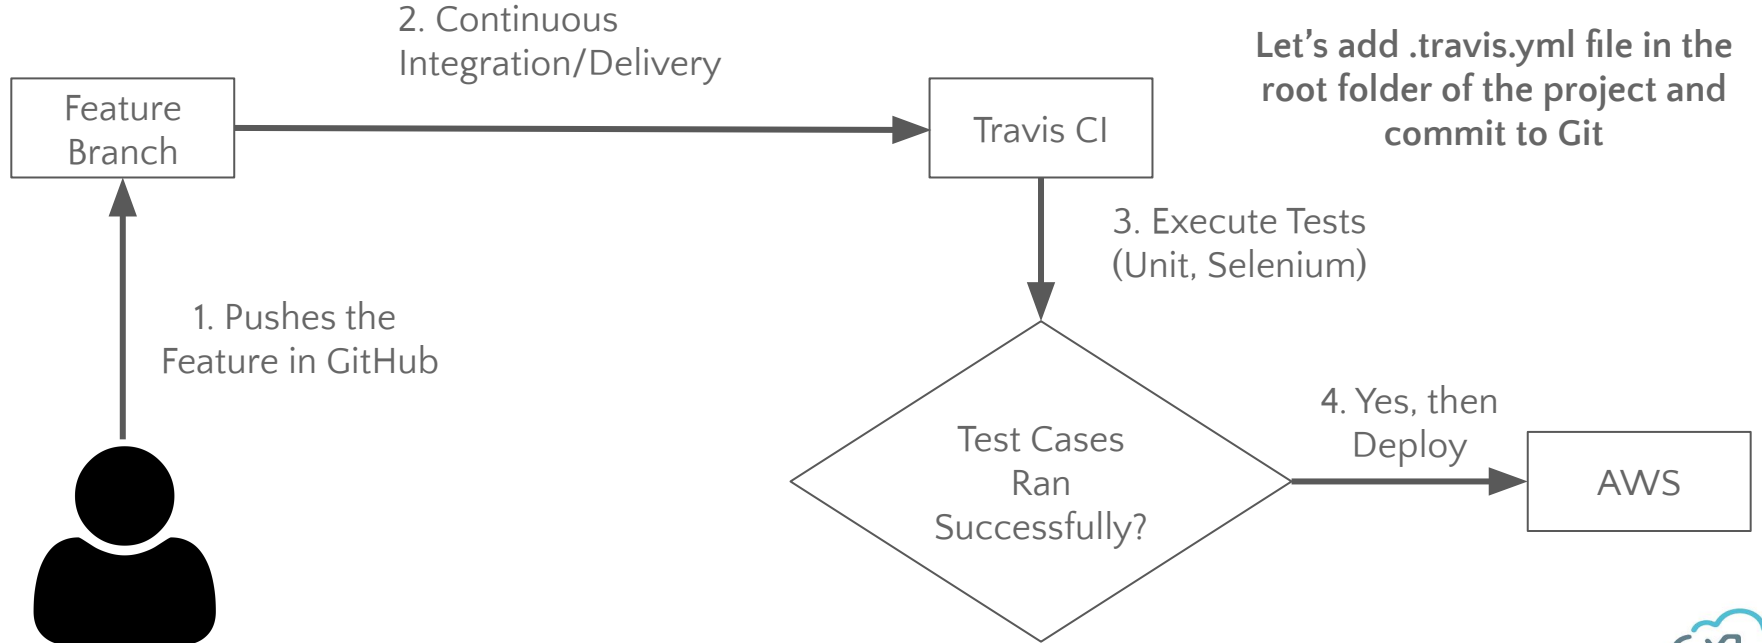 2. Continuous
Integration/Delivery
Let’s add .travis.yml file in the
root folder of the project and
commit to Git
Feature
Branch
Travis CI
3. Execute Tests
(Unit, Selenium)
1. Pushes the
Feature in GitHub
Test Cases
Ran
Successfully?
4. Yes, then
Deploy
AWS